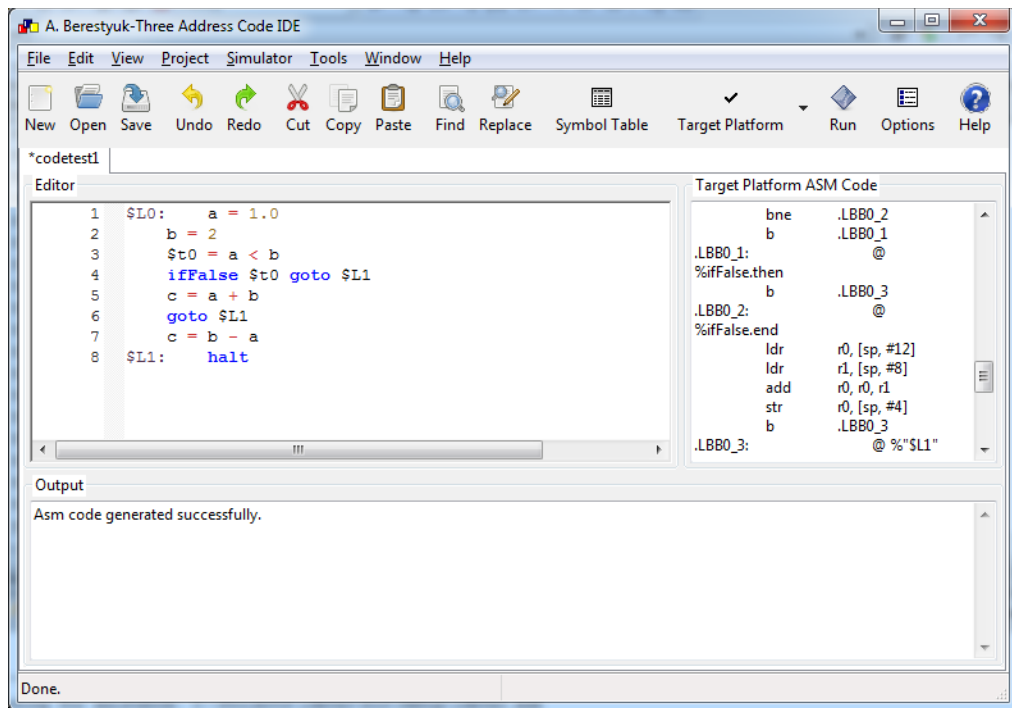 A. Berestyuk-Three Address Code IDE
File Edit View Project Simulator Tools Window Help
New Open Save Undo Redo Cut Copy Paste Find Replace Symbol Table Target Platform Run Options Help
*codetest1
Editor
1 $L0: a = 1.0
2 b = 2
3 $t0 = a < b
4 ifFalse $t0 goto $L1
5 c = a + b
6 goto $L1
7 c = b - a
8 $L1: halt
Target Platform ASM Code
bne .LBB0_2
b .LBB0_1
.LBB0_1: @
%ifFalse.then
b .LBB0_3
.LBB0_2: @
%ifFalse.end
ldr r0, [sp, #12]
ldr r1, [sp, #8]
add r0, r0, r1
str r0, [sp, #4]
b .LBB0_3
.LBB0_3: @ %"$L1"
Output
Asm code generated successfully.
Done.